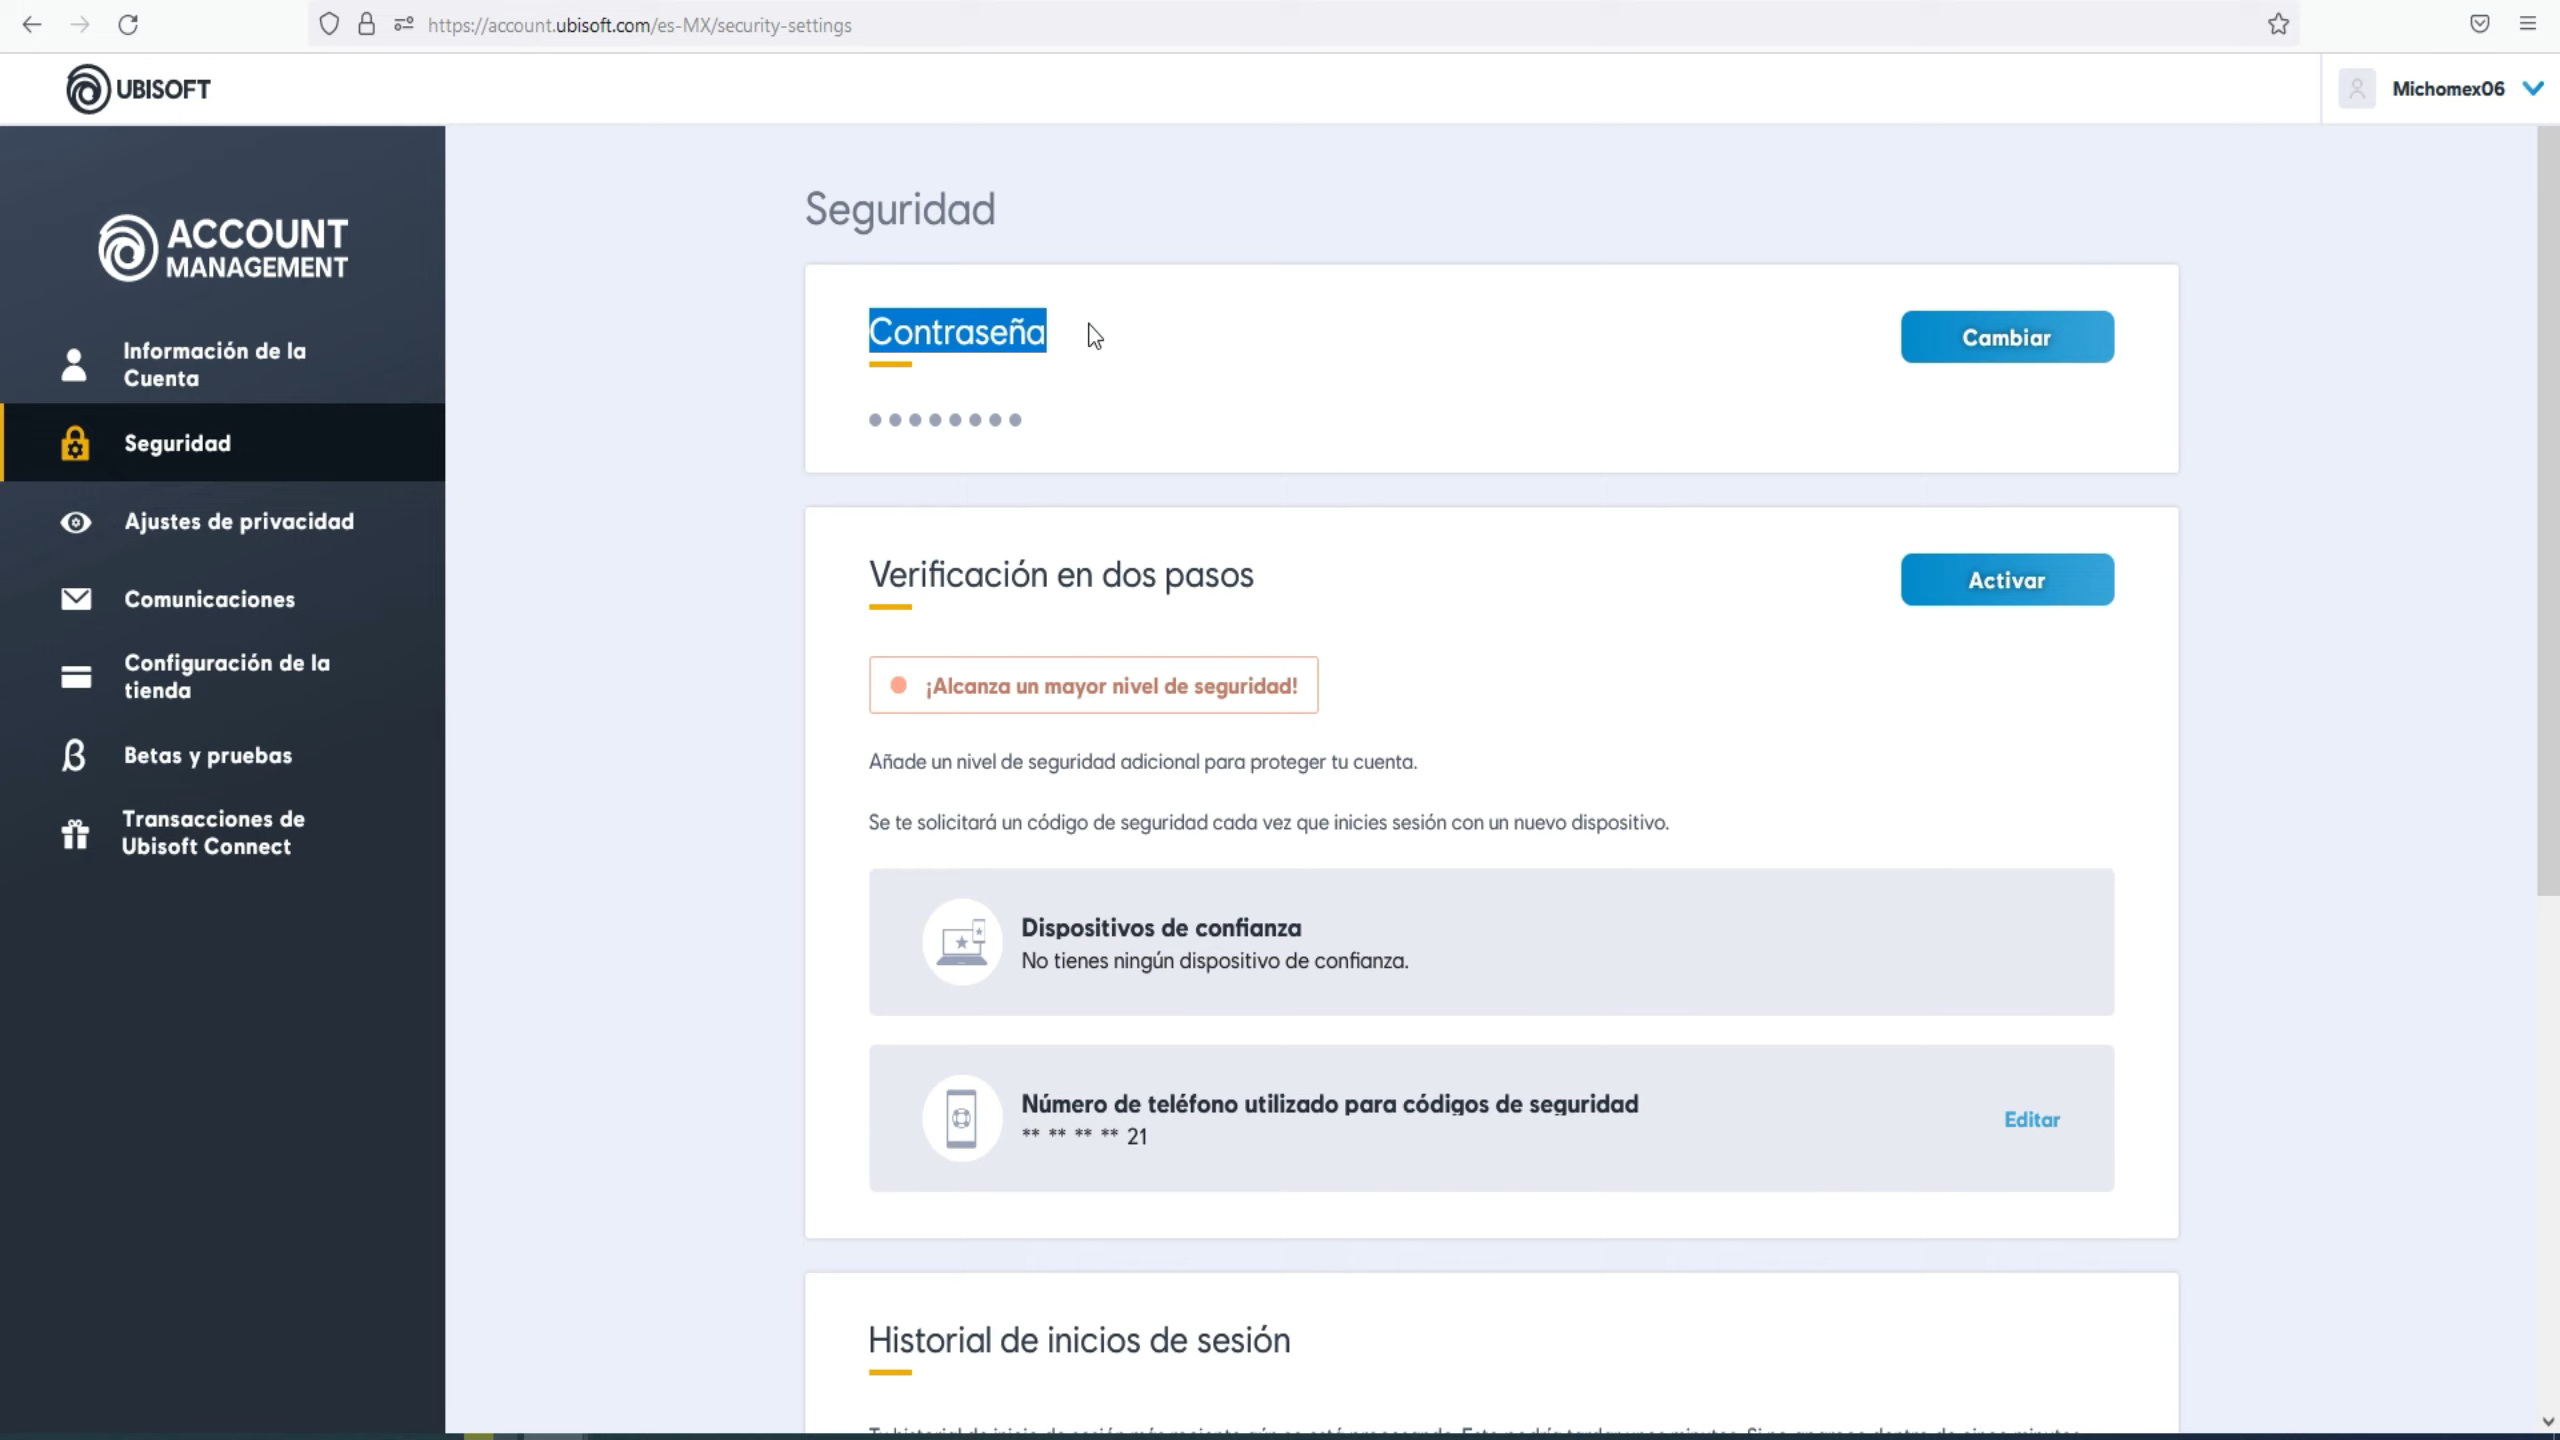 https://account.ubisoft.com/es-MX/security-settings
UBISOFT
Michomex06
ACCOUNT
MANAGEMENT
Información de la
Cuenta
Seguridad
Ajustes de privacidad
Comunicaciones
Configuración de la
tienda
Betas y pruebas
Transacciones de
Ubisoft Connect
Seguridad
Contraseña
Cambiar
Verificación en dos pasos
Activar
¡Alcanza un mayor nivel de seguridad!
Añade un nivel de seguridad adicional para proteger tu cuenta.
Se te solicitará un código de seguridad cada vez que inicies sesión con un nuevo dispositivo.
Dispositivos de confianza
No tienes ningún dispositivo de confianza.
Número de teléfono utilizado para códigos de seguridad
** ** ** ** 21
Editar
Historial de inicios de sesión